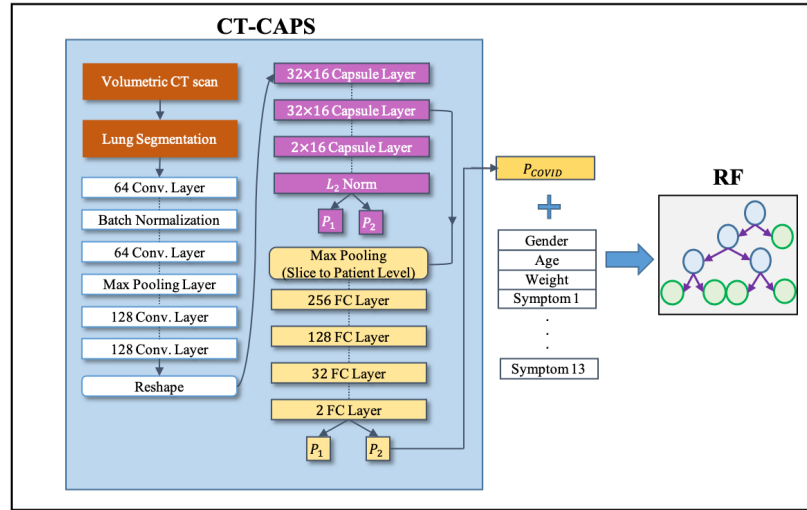 CT-CAPS
Volumetric CT scan
Lung Segmentation
64 Conv. Layer
Batch Normalization
64 Conv. Layer
Max Pooling Layer
128 Conv. Layer
128 Conv. Layer
Reshape
32×16 Capsule Layer
32×16 Capsule Layer
2×16 Capsule Layer
L₂ Norm
P₁ P₂
Max Pooling
(Slice to Patient Level)
256 FC Layer
128 FC Layer
32 FC Layer
2 FC Layer
P₁ P₂
P_COVID
+
Gender
Age
Weight
Symptom 1
.
.
.
Symptom 13
RF